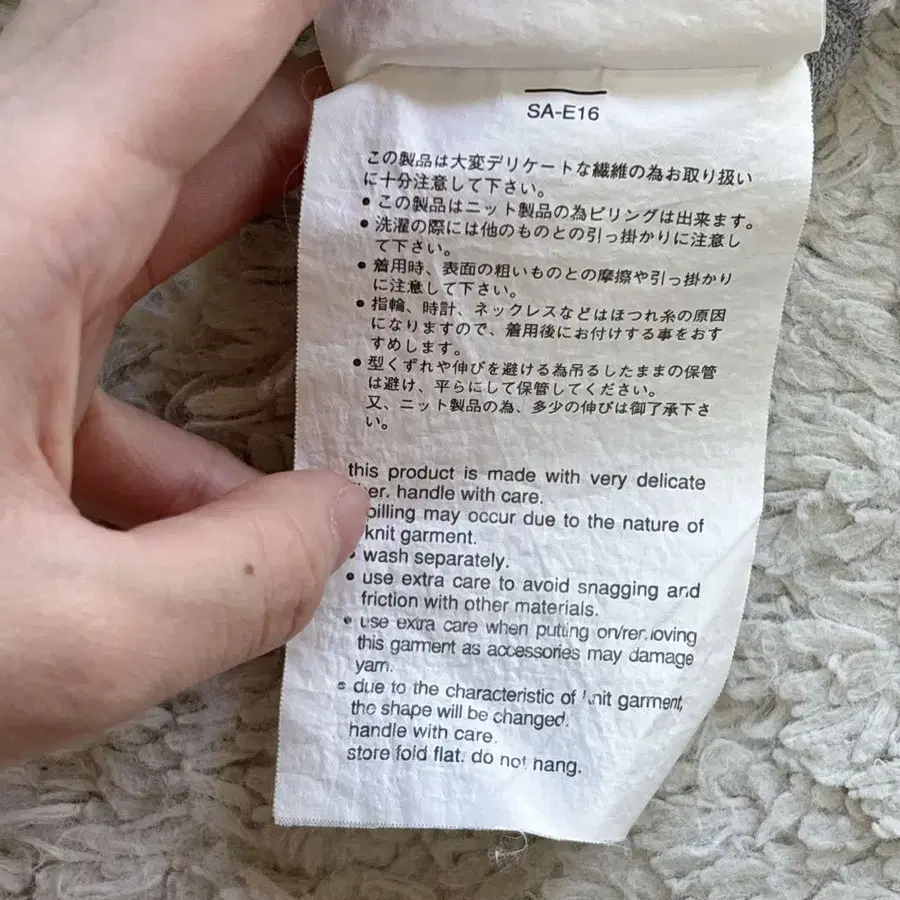 SA-E16
この製品は大変デリケートな繊維の為お取り扱い
に十分注意して下さい。
• この製品はニット製品の為ピリングは出来ます。
• 洗濯の際には他のものとの引っ掛かりに注意し
て下さい。
• 着用時、表面の粗いものとの摩擦や引っ掛かり
に注意して下さい。
• 指輪、時計、ネックレスなどはほつれ糸の原因
になりますので、着用後にお付けする事をおす
すめします。
• 型くずれや伸びを避ける為吊るしたままの保管
は避け、平らにして保管してください。
又、ニット製品の為、多少の伸びは御了承下さ
い。
this product is made with very delicate
handle with care.
pilling may occur due to the nature of
knit garment.
• wash separately.
• use extra care to avoid snagging and
friction with other materials.
• use extra care when putting on/removing
this garment as accessories may damage
yarn.
• due to the characteristic of knit garment,
the shape will be changed.
handle with care.
store fold flat. do not hang.